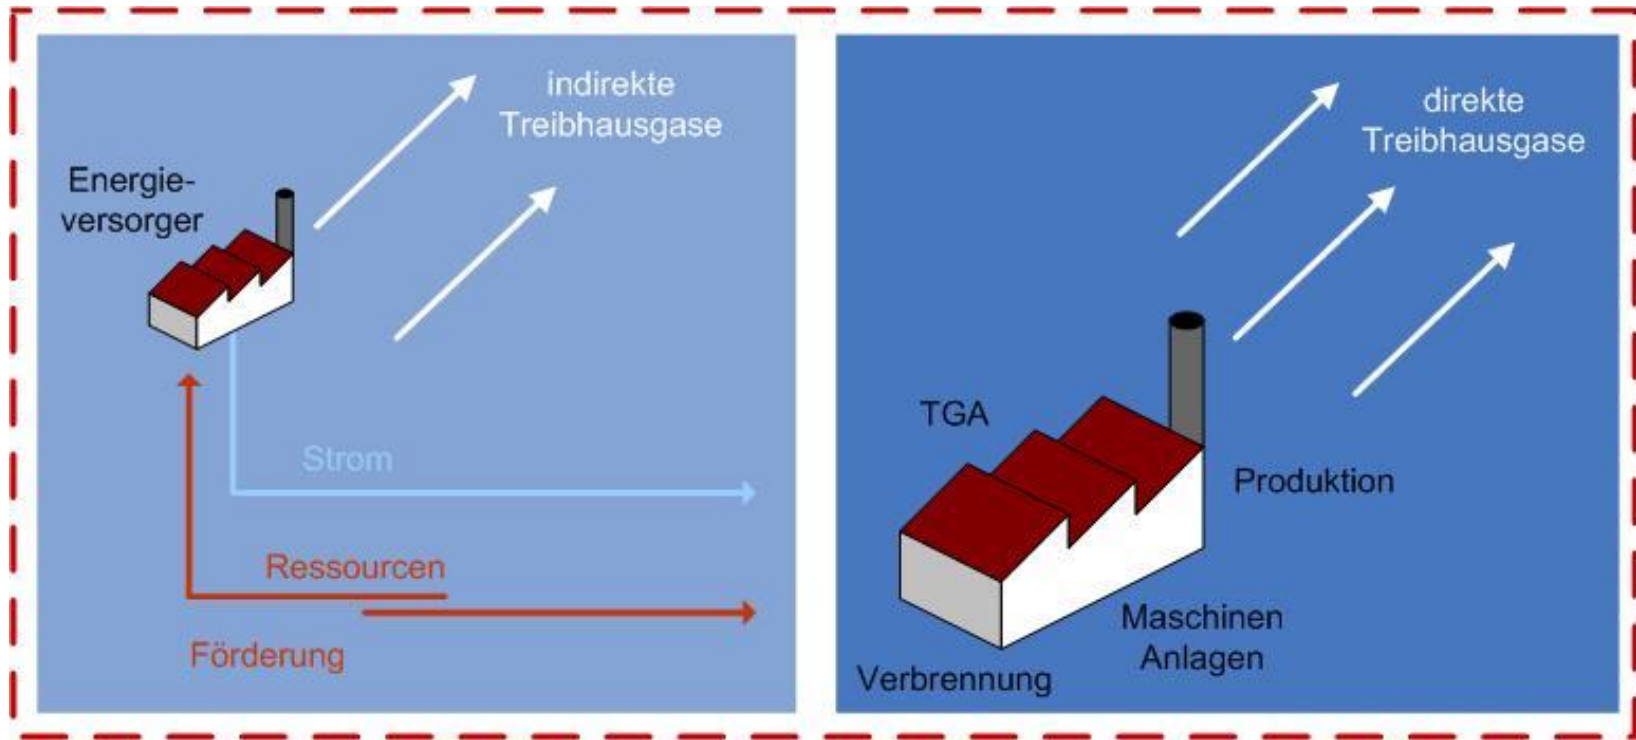 indirekte
Treibhausgase
Energie-
versorger
Strom
Ressourcen
Förderung
direkte
Treibhausgase
TGA
Produktion
Maschinen
Anlagen
Verbrennung